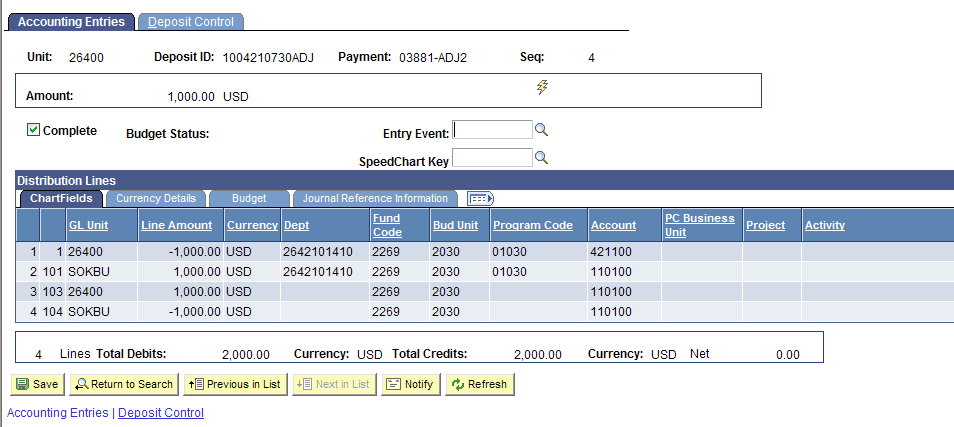 Accounting Entries Deposit Control
Unit: 26400 Deposit ID: 1004210730ADJ Payment: 03881-ADJ2 Seq: 4
Amount: 1,000.00 USD
Complete Budget Status: Entry Event:
SpeedChart Key
Distribution Lines
ChartFields Currency Details Budget Journal Reference Information
GL Unit Line Amount Currency Dept Fund Code Bud Unit Program Code Account PC Business Unit Project Activity
1 1 26400 -1,000.00 USD 2642101410 2269 2030 01030 421100
2 101 SOKBU 1,000.00 USD 2642101410 2269 2030 01030 110100
3 103 26400 1,000.00 USD 2269 2030 110100
4 104 SOKBU -1,000.00 USD 2269 2030 110100
4 Lines Total Debits: 2,000.00 Currency: USD Total Credits: 2,000.00 Currency: USD Net 0.00
Save Return to Search Previous in List Next in List Notify Refresh
Accounting Entries | Deposit Control